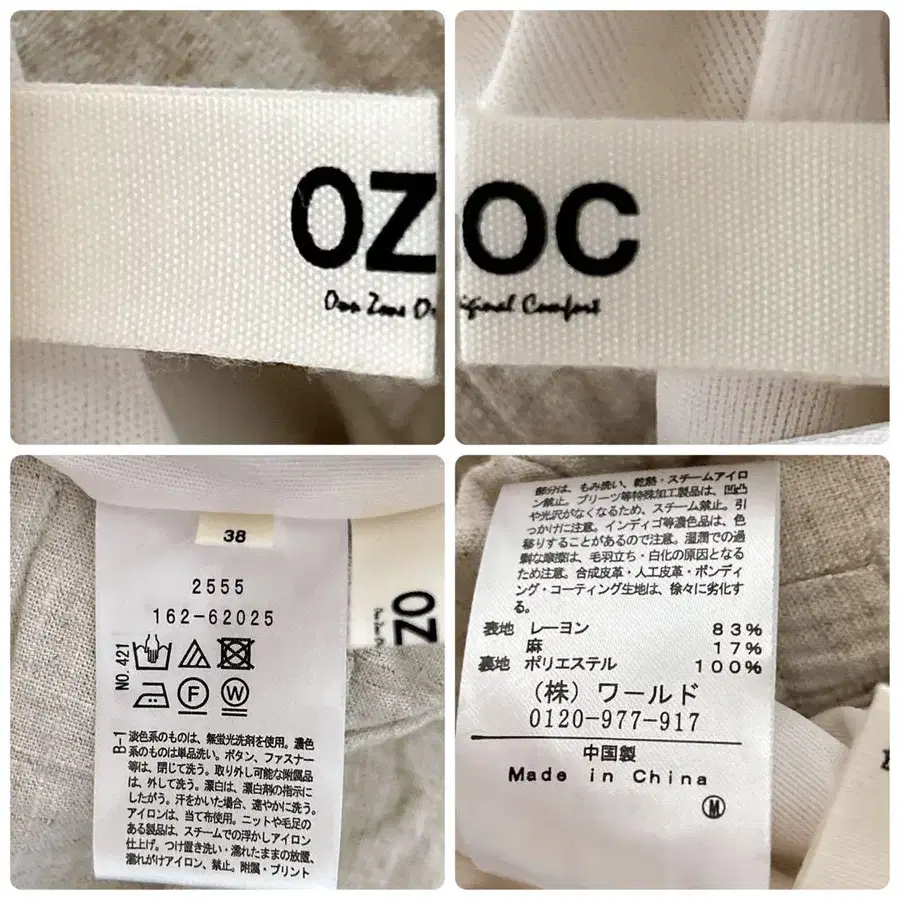 OZ
Own Zone Or
OC
iginal Comfort
38
2555
162-62025
NO.421
F
W
B-1
淡色系のものは、無蛍光洗剤を使用。濃色
系のものは単品洗い。ボタン、ファスナー
等は、閉じて洗う。取り外し可能な附属品
は、外して洗う。漂白は、漂白剤の指示に
したがう。汗をかいた場合、速やかに洗う。
アイロンは、当て布使用。ニットや毛足の
ある製品は、スチームでの浮かしアイロン
仕上げ。つけ置き洗い・濡れたままの放置、
濡れがけアイロン、禁止。附属・プリント
OZ
部分は、もみ洗い、乾熱・スチームアイロ
ン禁止。プリーツ等特殊加工製品は、凹凸
や光沢がなくなるため、スチーム禁止。引
っかけに注意。インディゴ等濃色品は、色
移りすることがあるので注意。湿潤での過
剰な摩擦は、毛羽立ち・白化の原因となる
ため注意。合成皮革・人工皮革・ボンディ
ング・コーティング生地は、徐々に劣化す
る。
表地 レーヨン 83%
麻 17%
裏地 ポリエステル 100%
(株)ワールド
0120-977-917
中国製
Made in China
M